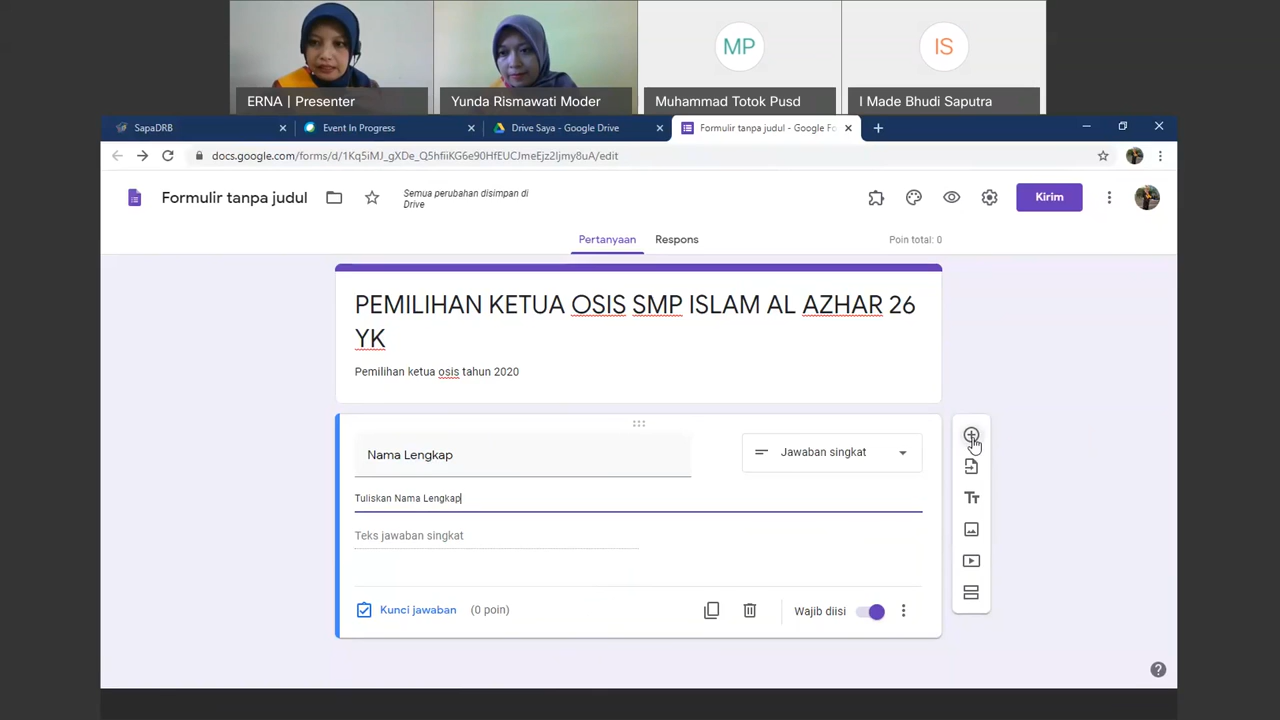 MP
IS
ERNA | Presenter
Yunda Rismawati Moder
Muhammad Totok Pusd
I Made Bhudi Saputra
SapaDRB
Event In Progress
Drive Saya - Google Drive
Formulir tanpa judul - Google Fo
docs.google.com/forms/d/1Kq5iMJ_gXDe_Q5hfiiKG6e90HfEUCJmeEjz2Ijmy8uA/edit
Formulir tanpa judul
Semua perubahan disimpan di
Drive
Kirim
Pertanyaan
Respons
Poin total: 0
PEMILIHAN KETUA OSIS SMP ISLAM AL AZHAR 26
YK
Pemilihan ketua osis tahun 2020
Nama Lengkap
Jawaban singkat
Tuliskan Nama Lengkap
Teks jawaban singkat
Kunci jawaban
(0 poin)
Wajib diisi